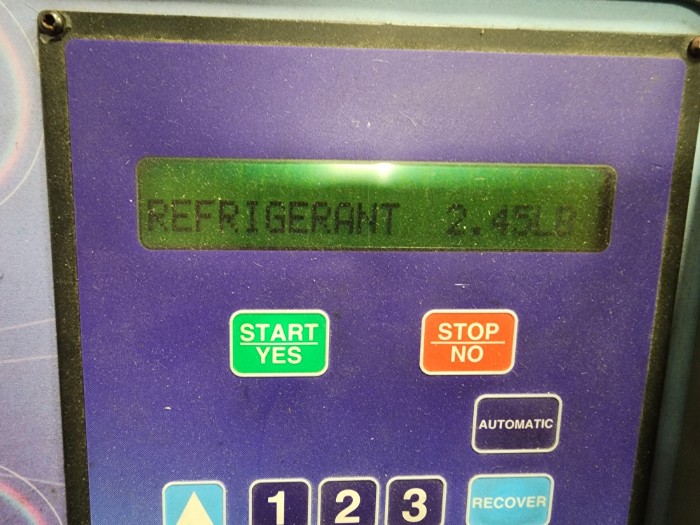 REFRIGERANT 2.45LB
START
YES
STOP
NO
AUTOMATIC
1 2 3
RECOVER